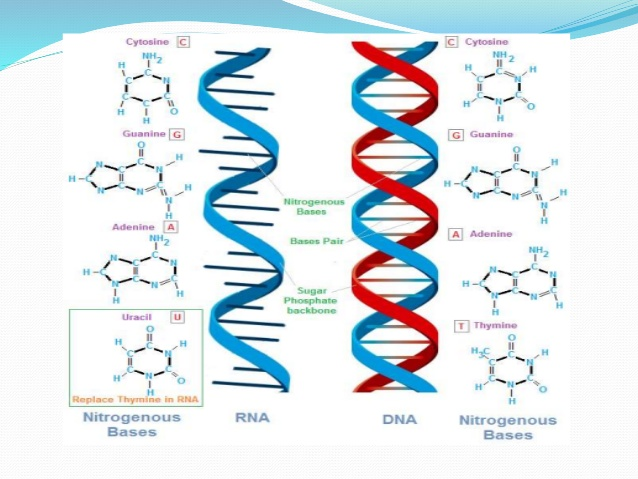 Cytosine C
NH2
H
C
N
H
C
C
C
O
H
N
H
Guanine G
O
C
N
C
N
H
H
C
C
C
N
N
H
N
H
H
Adenine A
NH2
C
N
C
N
H
C
C
C
N
N
H
H
Uracil U
O
H
C
H
C
N
C
C
H
N
O
H
Replace Thymine in RNA
Nitrogenous
Bases
RNA
Nitrogenous
Bases
Bases Pair
Sugar
Phosphate
backbone
DNA
C Cytosine
NH2
H
C
H
C
N
C
C
H
N
O
H
G Guanine
O
C
N
C
N
H
H
C
C
C
N
N
H
N
H
H
A Adenine
NH2
C
N
C
N
H
C
C
C
N
N
H
H
T Thymine
O
H3C
C
H
C
N
C
C
H
N
O
H
Nitrogenous
Bases